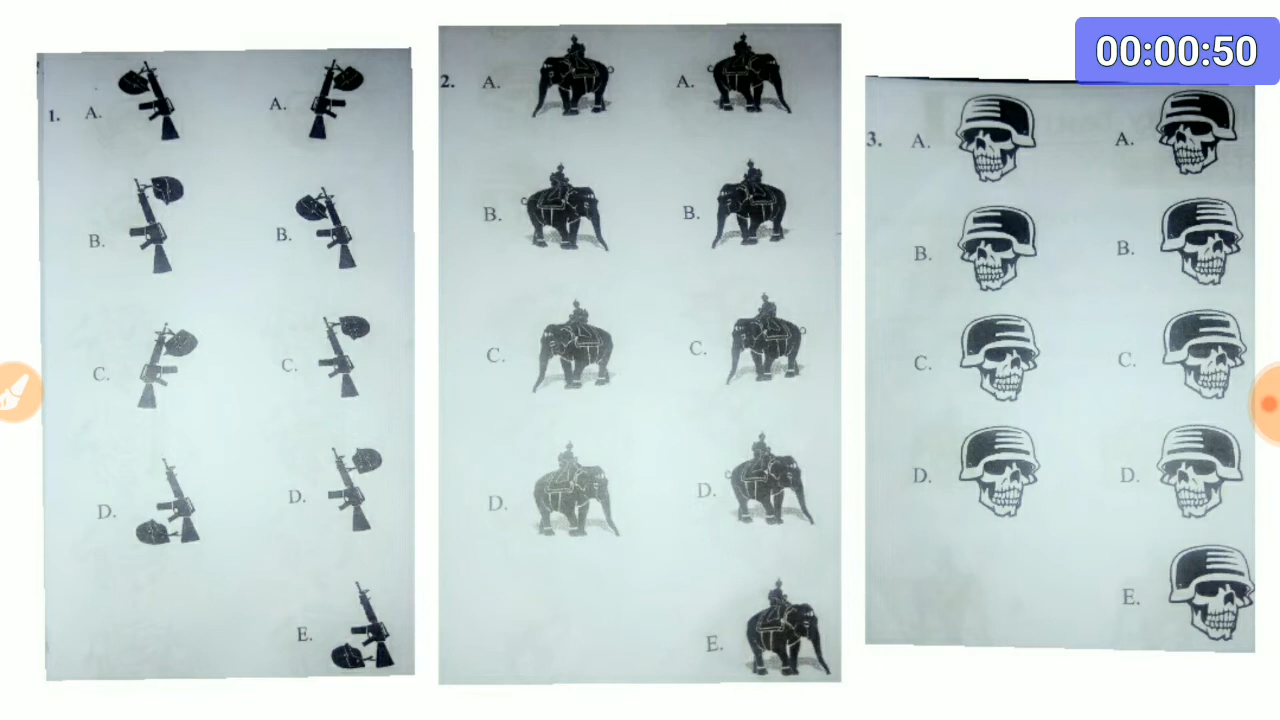 00:00:50
1. A. A.
B. B.
C. C.
D. D.
E.
2. A. A.
B. B.
C. C.
D. D.
E.
3. A. A.
B. B.
C. C.
D. D.
E.